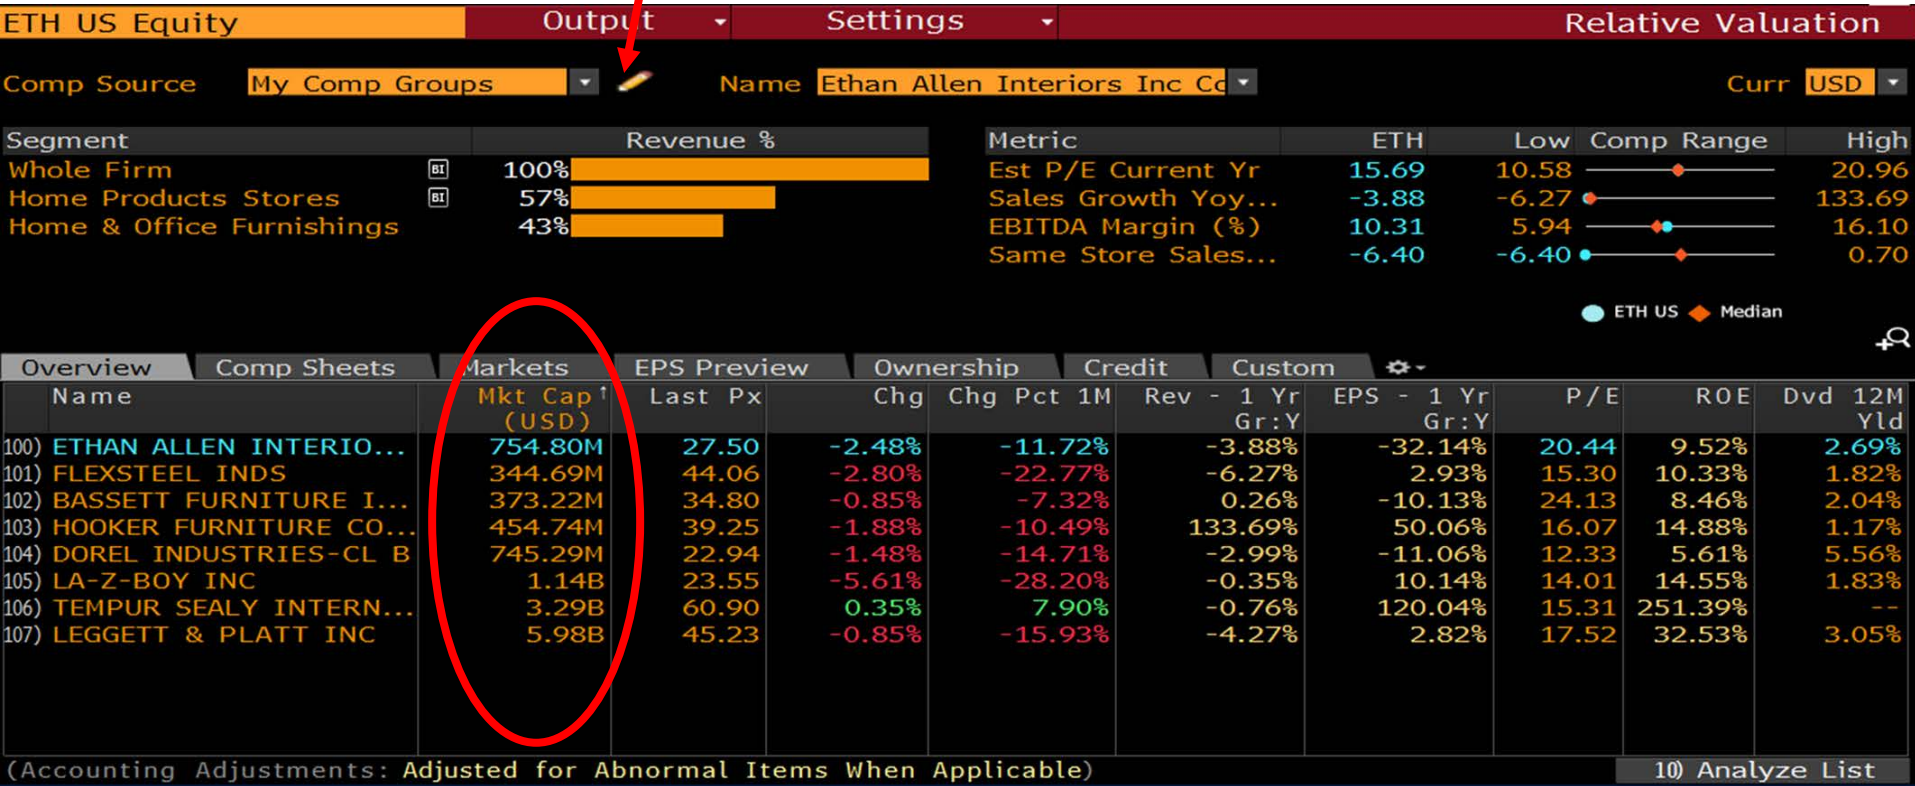 ETH US Equity Output Settings Relative Valuation
Comp Source My Comp Groups Name Ethan Allen Interiors Inc Co Curr USD
Segment Revenue % Metric ETH Low Comp Range High
Whole Firm BI 100% Est P/E Current Yr 15.69 10.58 20.96
Home Products Stores BI 57% Sales Growth Yoy... -3.88 -6.27 133.69
Home & Office Furnishings 43% EBITDA Margin (%) 10.31 5.94 16.10
Same Store Sales... -6.40 -6.40 0.70
ETH US Median
Overview Comp Sheets Markets EPS Preview Ownership Credit Custom
Name Mkt Cap↑ Last Px Chg Chg Pct 1M Rev - 1 Yr EPS - 1 Yr P/E ROE Dvd 12M
(USD) Gr:Y Gr:Y Yld
100) ETHAN ALLEN INTERIO... 754.80M 27.50 -2.48% -11.72% -3.88% -32.14% 20.44 9.52% 2.69%
101) FLEXSTEEL INDS 344.69M 44.06 -2.80% -22.77% -6.27% 2.93% 15.30 10.33% 1.82%
102) BASSETT FURNITURE I... 373.22M 34.80 -0.85% -7.32% 0.26% -10.13% 24.13 8.46% 2.04%
103) HOOKER FURNITURE CO... 454.74M 39.25 -1.88% -10.49% 133.69% 50.06% 16.07 14.88% 1.17%
104) DOREL INDUSTRIES-CL B 745.29M 22.94 -1.48% -14.71% -2.99% -11.06% 12.33 5.61% 5.56%
105) LA-Z-BOY INC 1.14B 23.55 -5.61% -28.20% -0.35% 10.14% 14.01 14.55% 1.83%
106) TEMPUR SEALY INTERN... 3.29B 60.90 0.35% 7.90% -0.76% 120.04% 15.31 251.39% --
107) LEGGETT & PLATT INC 5.98B 45.23 -0.85% -15.93% -4.27% 2.82% 17.52 32.53% 3.05%
(Accounting Adjustments: Adjusted for Abnormal Items When Applicable) 10) Analyze List